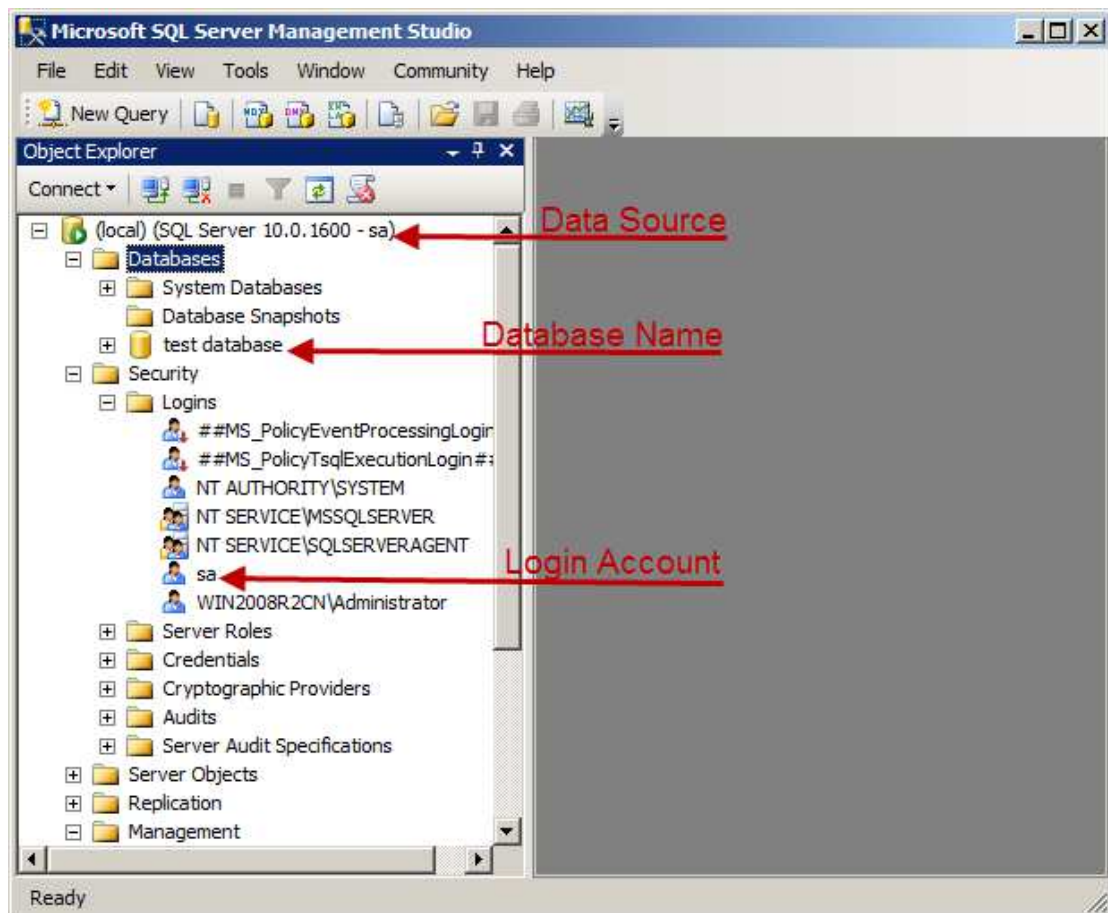 Microsoft SQL Server Management Studio
File Edit View Tools Window Community Help
New Query
Object Explorer
Connect
(local) (SQL Server 10.0.1600 - sa)
Data Source
Databases
System Databases
Database Snapshots
test database
Database Name
Security
Logins
##MS_PolicyEventProcessingLogin
##MS_PolicyTsqlExecutionLogin##
NT AUTHORITY\SYSTEM
NT SERVICE\MSSQLSERVER
NT SERVICE\SQLSERVERAGENT
sa
Login Account
WIN2008R2CN\Administrator
Server Roles
Credentials
Cryptographic Providers
Audits
Server Audit Specifications
Server Objects
Replication
Management
Ready